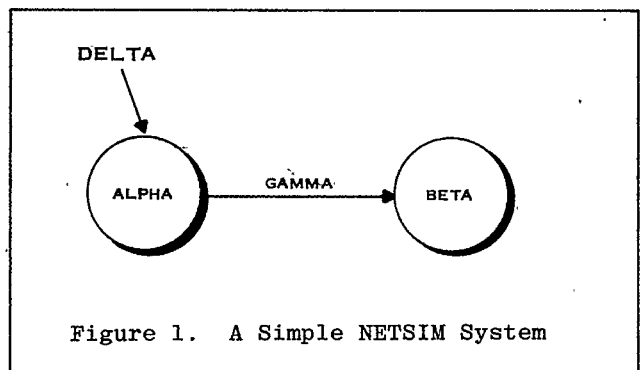 DELTA
GAMMA
ALPHA
BETA
Figure 1. A Simple NETSIM System